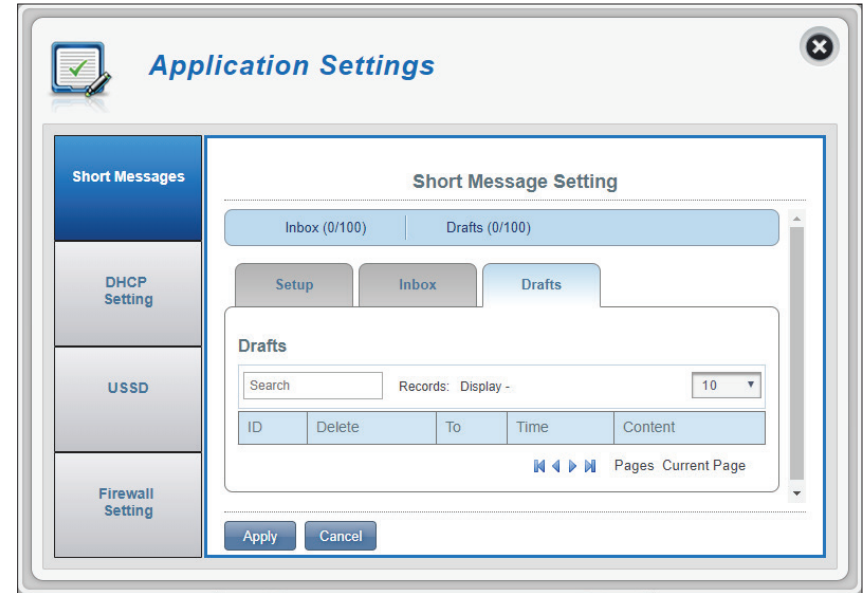 Application Settings
Short Messages
DHCP
Setting
USSD
Firewall
Setting
Short Message Setting
Inbox (0/100) Drafts (0/100)
Setup Inbox Drafts
Drafts
Search Records: Display - 10
ID Delete To Time Content
Pages Current Page
Apply Cancel